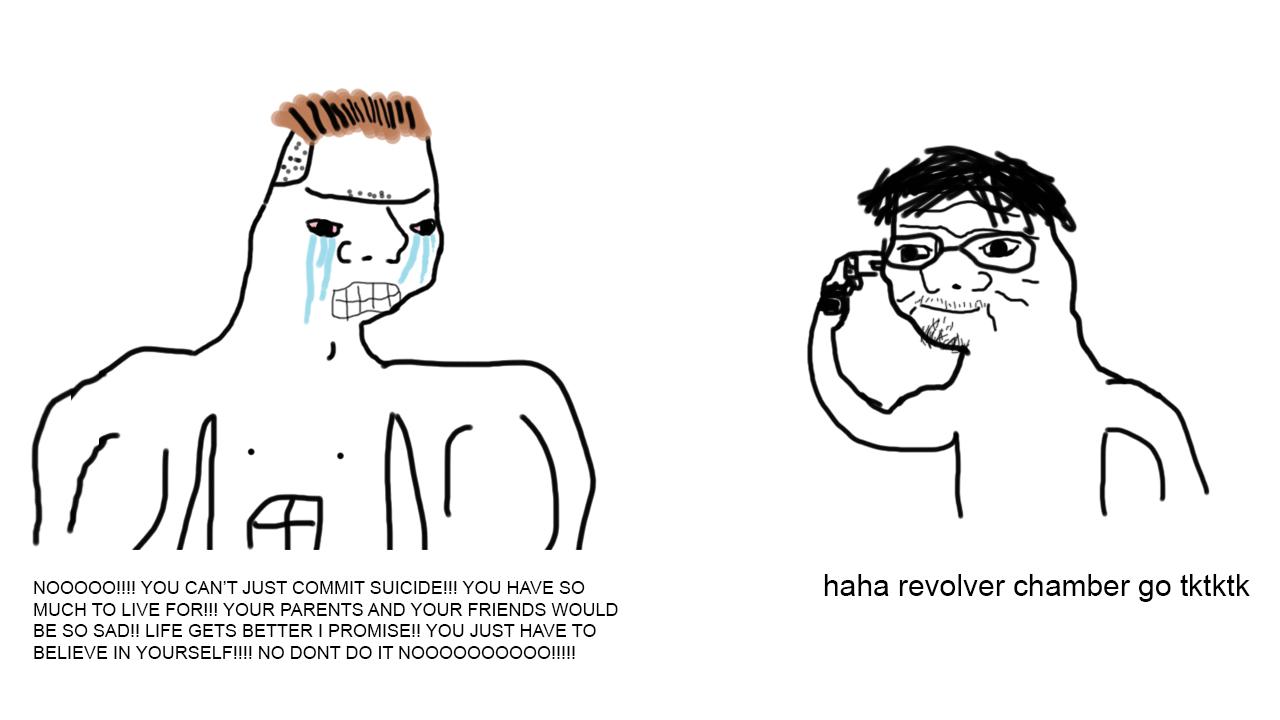 NOOOOO!!!! YOU CAN'T JUST COMMIT SUICIDE!!! YOU HAVE SO
MUCH TO LIVE FOR!!! YOUR PARENTS AND YOUR FRIENDS WOULD
BE SO SAD!! LIFE GETS BETTER I PROMISE!! YOU JUST HAVE TO
BELIEVE IN YOURSELF!!!! NO DONT DO IT NOOOOOOOOOO!!!!!
haha revolver chamber go tktktk